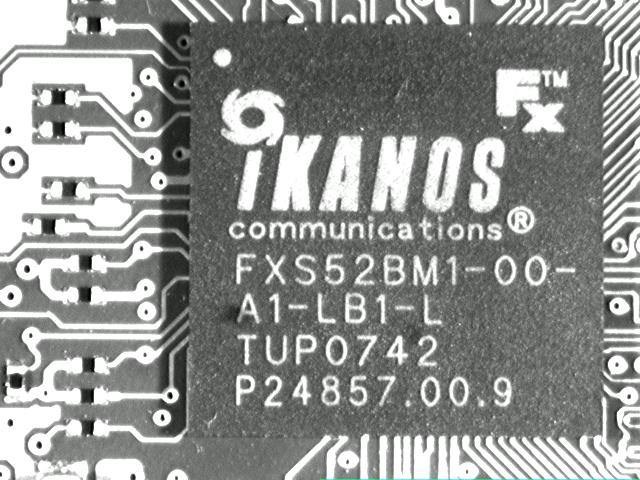 Fx™
iKANOS
communications®
FXS52BM1-00-
A1-LB1-L
TUP0742
P24857.00.9